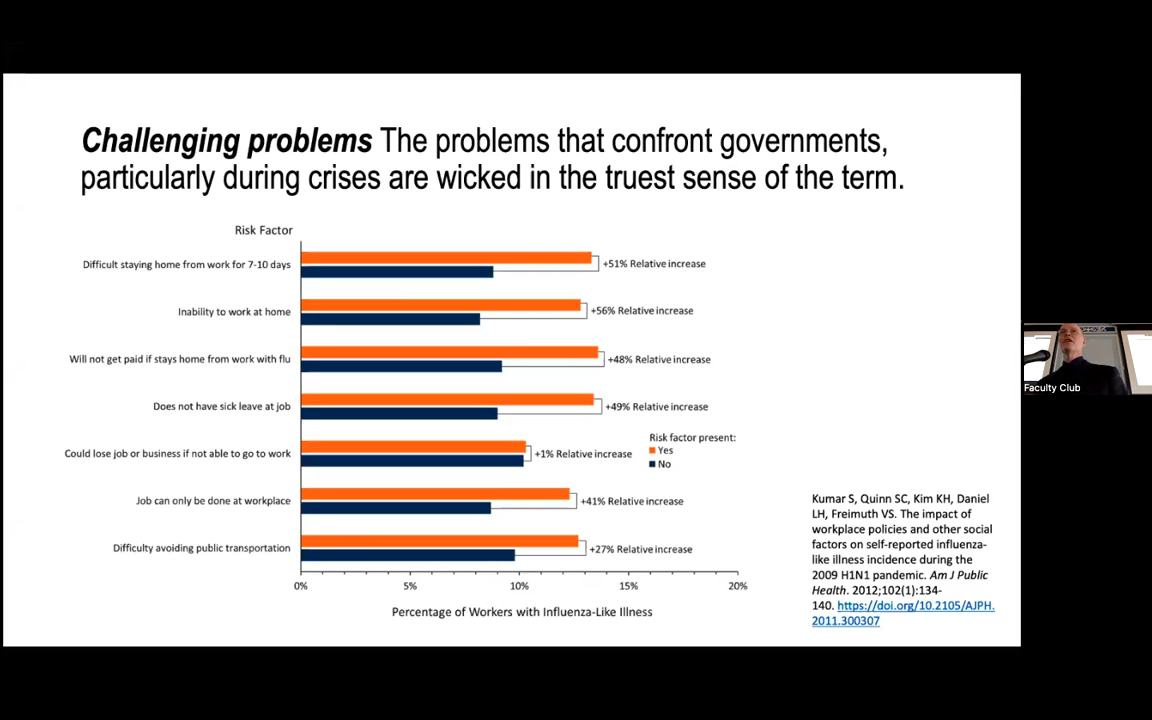 Challenging problems The problems that confront governments,
particularly during crises are wicked in the truest sense of the term.
Risk Factor
Difficult staying home from work for 7-10 days
+51% Relative increase
Inability to work at home
+56% Relative increase
Will not get paid if stays home from work with flu
+48% Relative increase
Does not have sick leave at job
+49% Relative increase
Could lose job or business if not able to go to work
+1% Relative increase
Risk factor present:
Yes
No
Job can only be done at workplace
+41% Relative increase
Difficulty avoiding public transportation
+27% Relative increase
0% 5% 10% 15% 20%
Percentage of Workers with Influenza-Like Illness
Kumar S, Quinn SC, Kim KH, Daniel
LH, Freimuth VS. The impact of
workplace policies and other social
factors on self-reported influenza-
like illness incidence during the
2009 H1N1 pandemic. Am J Public
Health. 2012;102(1):134-
140. https://doi.org/10.2105/AJPH.
2011.300307
Faculty Club